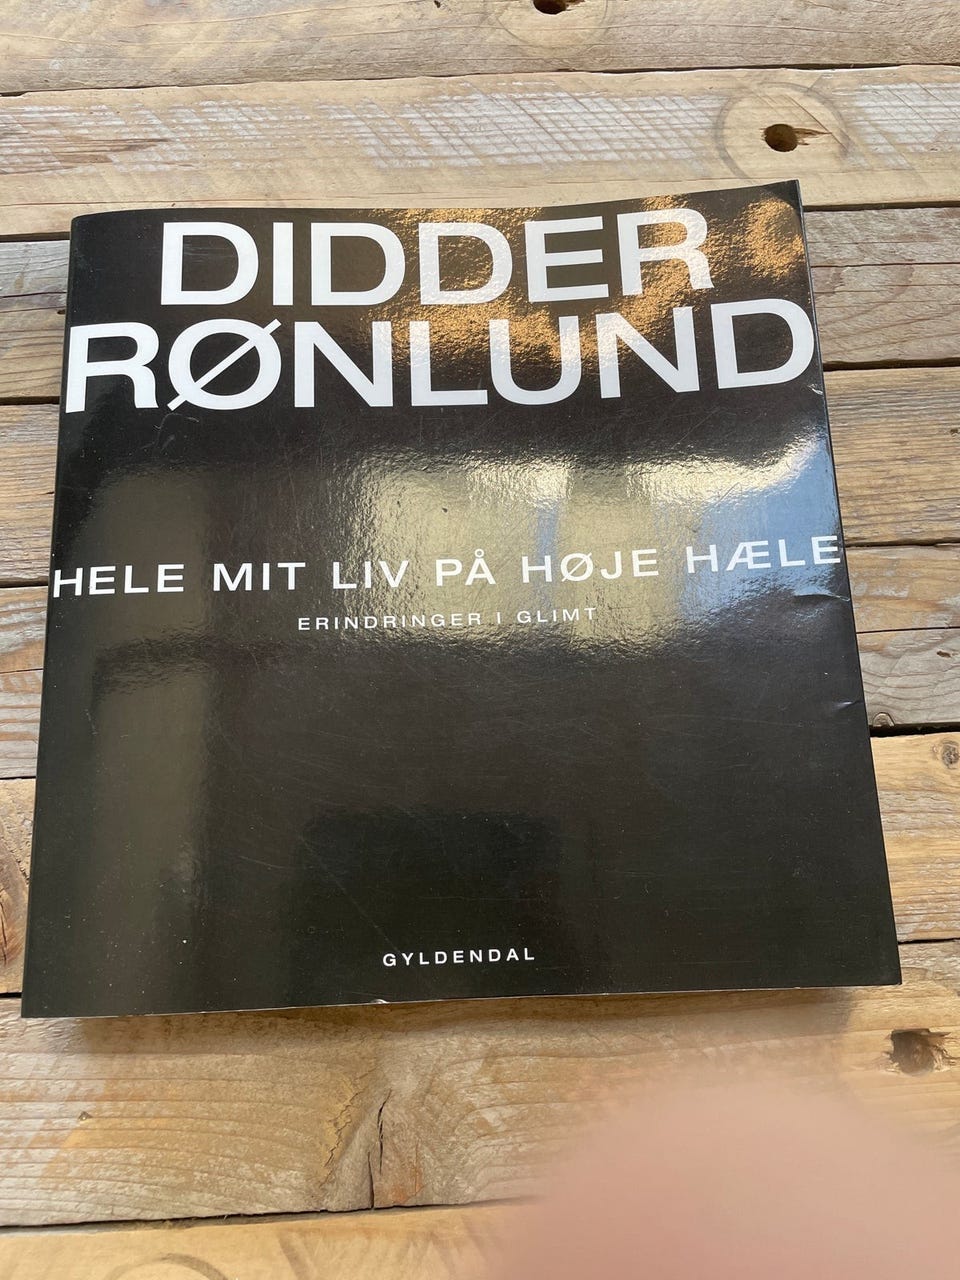 DIDDER
RØNLUND
HELE MIT LIV PÅ HØJE HÆLE
ERINDRINGER I GLIMT
GYLDENDAL